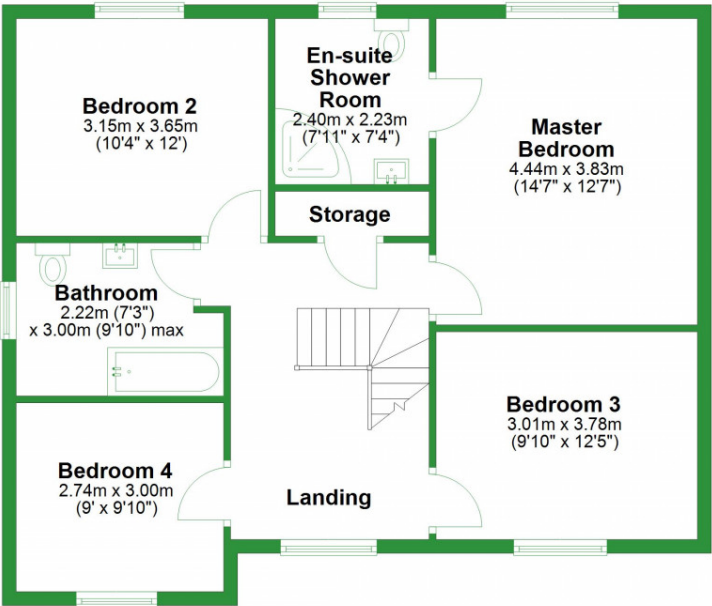 Bedroom 2
3.15m x 3.65m
(10'4" x 12')
En-suite
Shower
Room
2.40m x 2.23m
(7'11" x 7'4")
Master
Bedroom
4.44m x 3.83m
(14'7" x 12'7")
Storage
Bathroom
2.22m (7'3")
x 3.00m (9'10") max
Bedroom 3
3.01m x 3.78m
(9'10" x 12'5")
Bedroom 4
2.74m x 3.00m
(9' x 9'10")
Landing